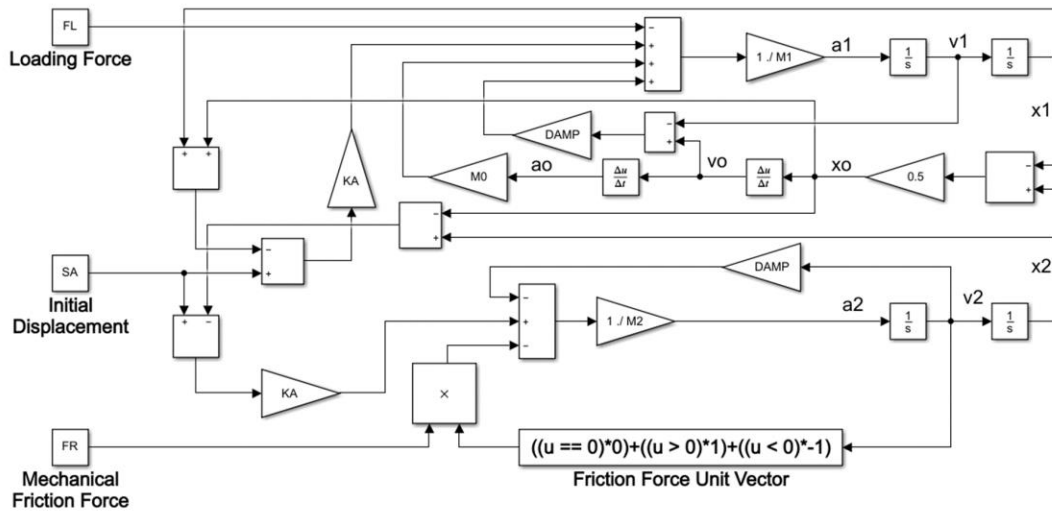 FL
Loading Force
−
+
+
+
1 ./ M1
a1
1
s
v1
1
s
x1
+ +
KA
DAMP
−
+
M0
ao
Δu
Δt
vo
Δu
Δt
xo
0.5
−
+
−
+
−
+
SA
Initial
Displacement
+ −
KA
DAMP
x2
−
+
−
1 ./ M2
a2
1
s
v2
1
s
×
FR
Mechanical
Friction Force
((u == 0)*0)+((u > 0)*1)+((u < 0)*-1)
Friction Force Unit Vector